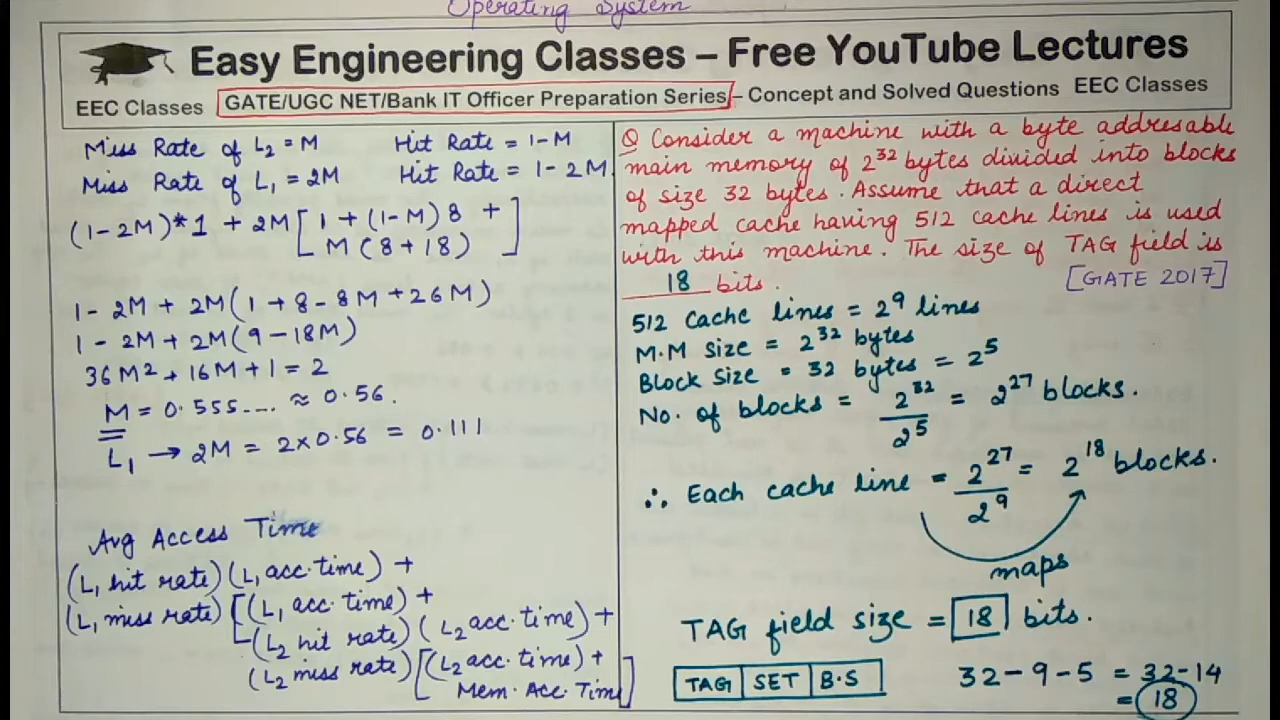 Operating System
Easy Engineering Classes – Free YouTube Lectures
EEC Classes GATE/UGC NET/Bank IT Officer Preparation Series – Concept and Solved Questions EEC Classes
Miss Rate of L₂ = M Hit Rate = 1-M
Miss Rate of L₁ = 2M Hit Rate = 1-2M
(1-2M)*1 + 2M[1 + (1-M)8 +
M(8+18)]
1-2M+2M(1+8-8M+26M)
1-2M+2M(9-18M)
36M²+16M+1=2
M = 0.555.... ≈ 0.56.
L₁ → 2M = 2×0.56 = 0.111
Avg Access Time
(L₁ hit rate)(L₁ acc. time) +
(L₁ miss rate)[(L₁ acc. time) +
(L₂ hit rate)(L₂ acc. time) +
(L₂ miss rate)[(L₂ acc. time) +
Mem. Acc. Time]
Q Consider a machine with a byte addresable
main memory of 2³² bytes divided into blocks
of size 32 bytes. Assume that a direct
mapped cache having 512 cache lines is used
with this machine. The size of TAG field is
18 bits. [GATE 2017]
512 cache lines = 2⁹ lines
M.M size = 2³² bytes
Block size = 32 bytes = 2⁵
No. of blocks = 2³²/2⁵ = 2²⁷ blocks.
∴ Each cache line = 2²⁷/2⁹ = 2¹⁸ blocks.
maps
TAG field size = 18 bits.
TAG SET B.S 32-9-5 = 32-14
= 18